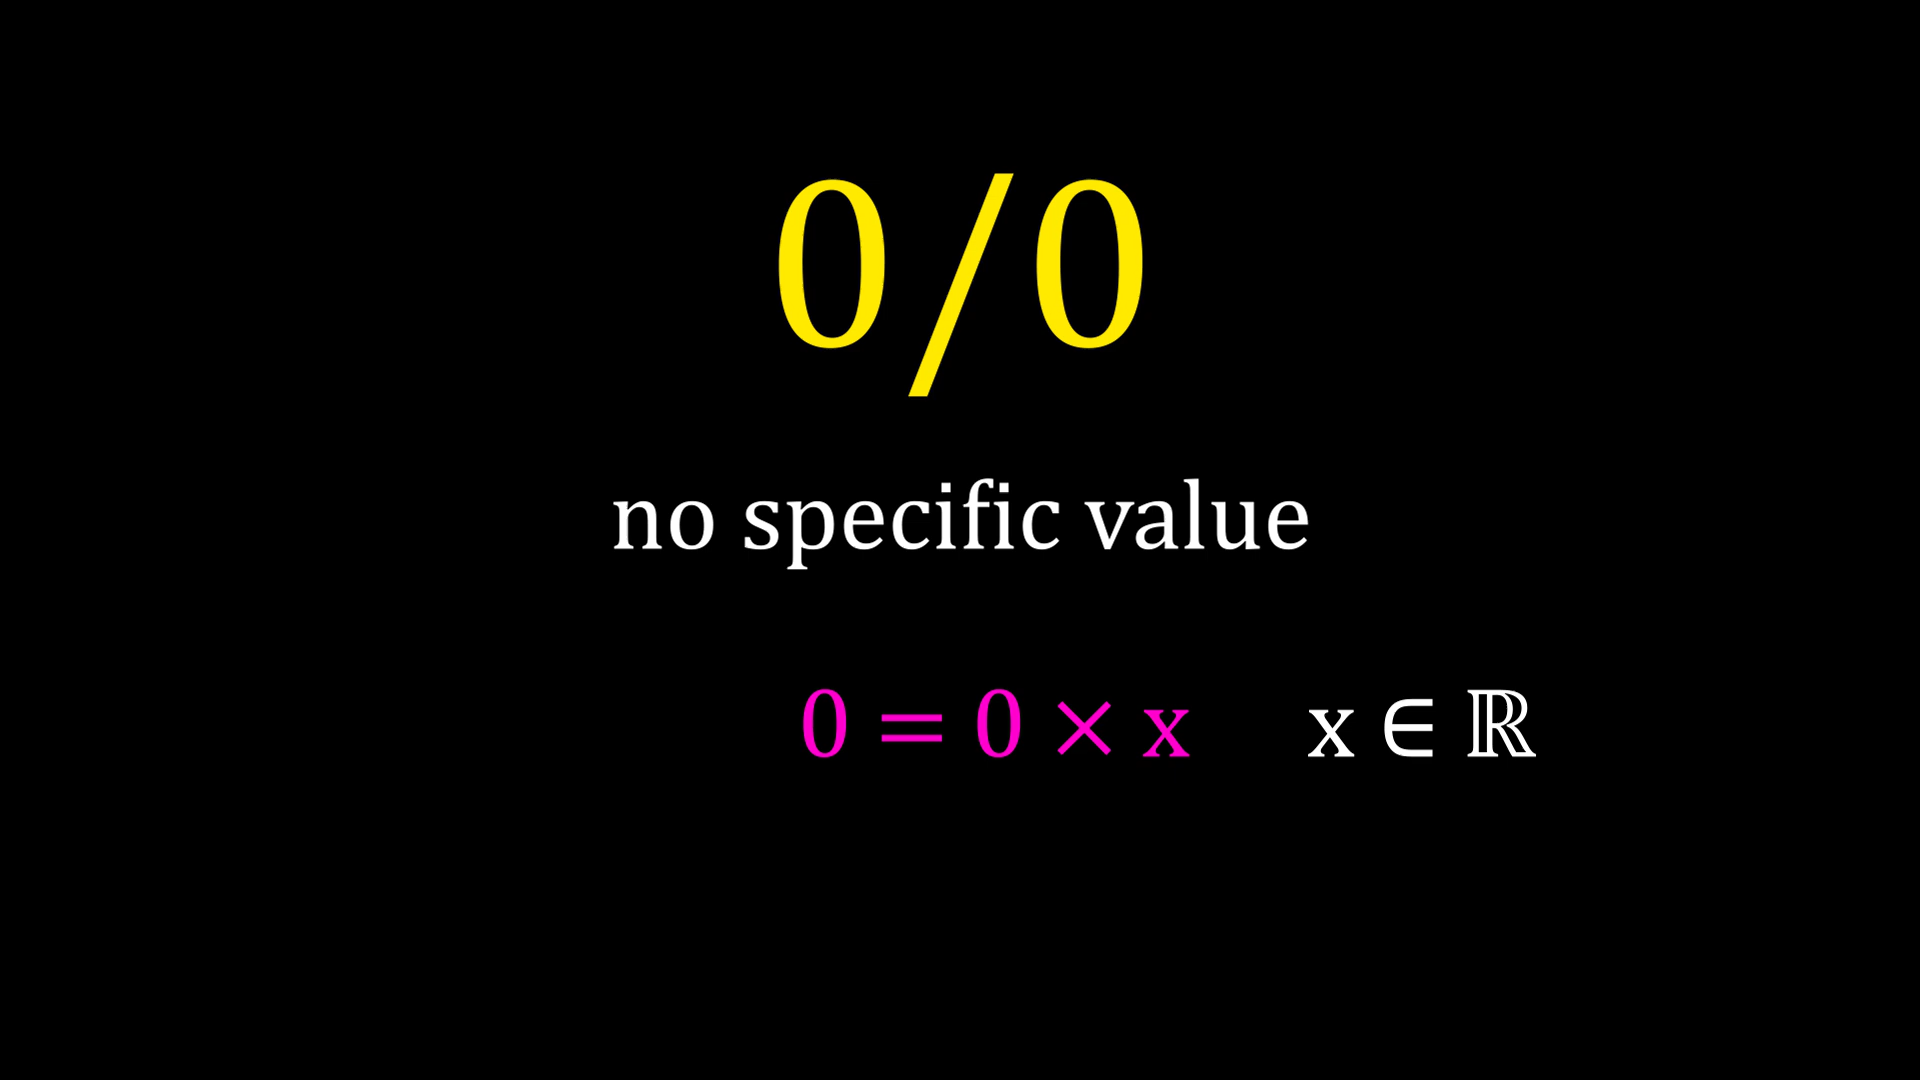 0/0
no specific value
0 = 0 × x x ∈ ℝ